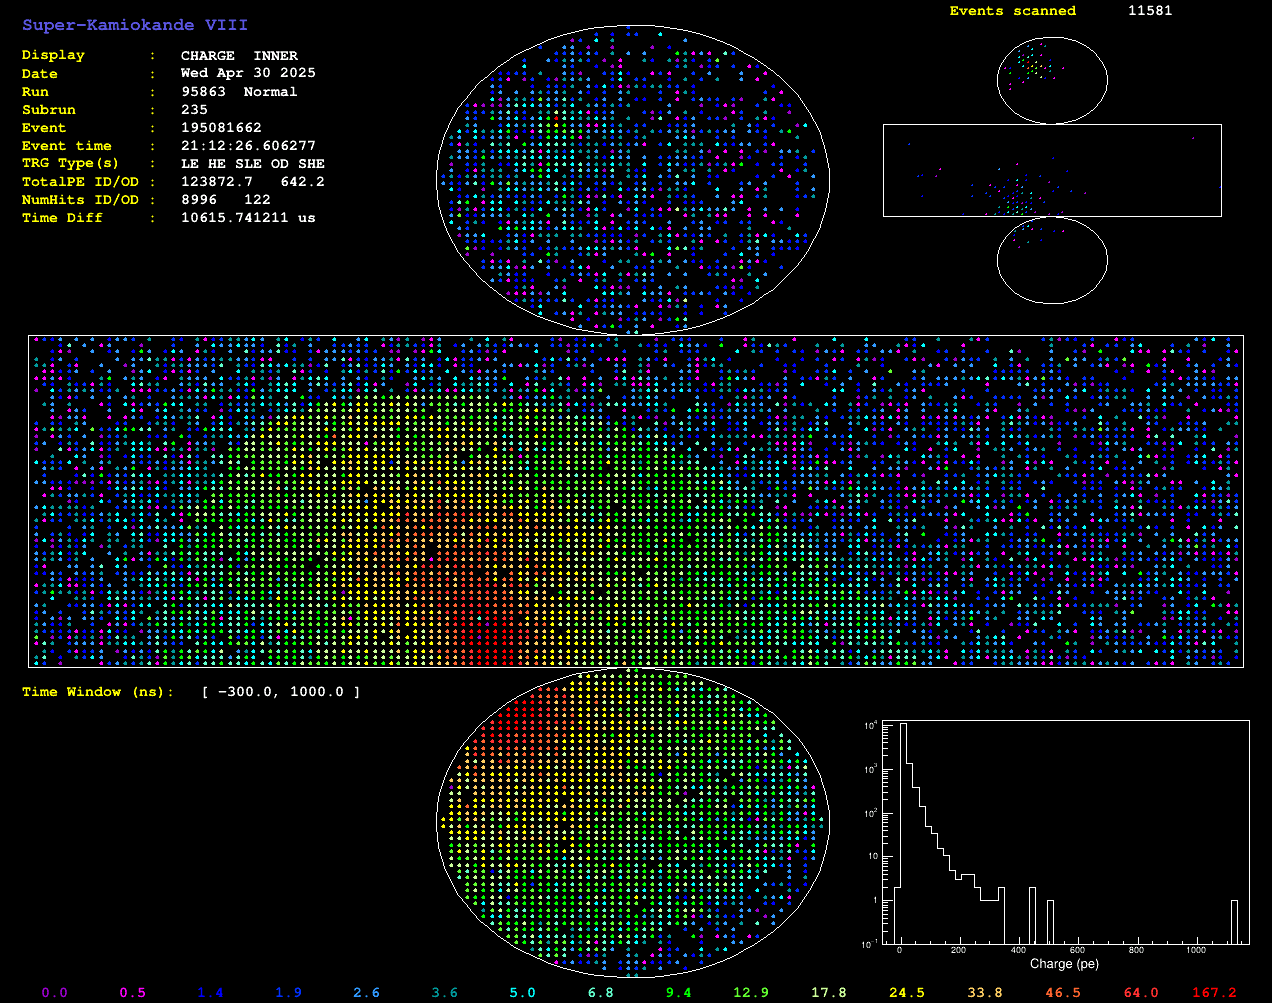 Super-Kamiokande VIII
Events scanned 11581
Display : CHARGE INNER
Date : Wed Apr 30 2025
Run : 95863 Normal
Subrun : 235
Event : 195081662
Event time : 21:12:26.606277
TRG Type(s) : LE HE SLE OD SHE
TotalPE ID/OD : 123872.7 642.2
NumHits ID/OD : 8996 122
Time Diff : 10615.741211 us
Time Window (ns): [ −300.0, 1000.0 ]
10^4
10^3
10^2
10
1
10^-1
0 200 400 600 800 1000
Charge (pe)
0.0 0.5 1.4 1.9 2.6 3.6 5.0 6.8 9.4 12.9 17.8 24.5 33.8 46.5 64.0 167.2